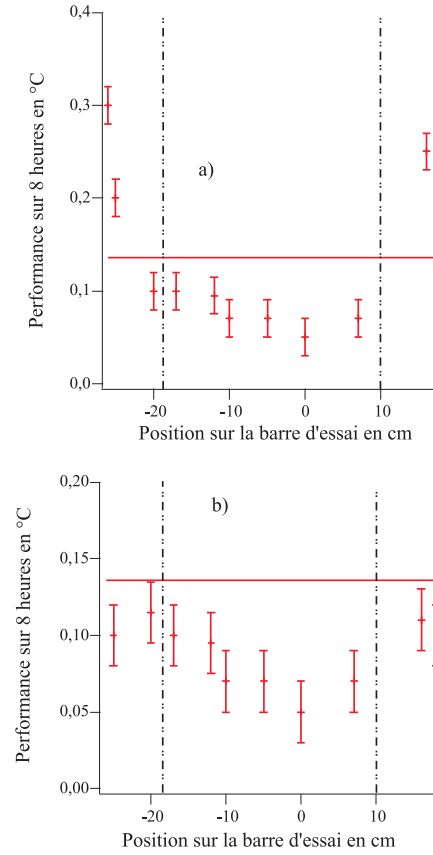 Performance sur 8 heures en °C
0,4
0,3
0,2
0,1
0,0
a)
-20 -10 0 10
Position sur la barre d'essai en cm
Performance sur 8 heures en °C
0,20
0,15
0,10
0,05
0,00
b)
-20 -10 0 10
Position sur la barre d'essai en cm